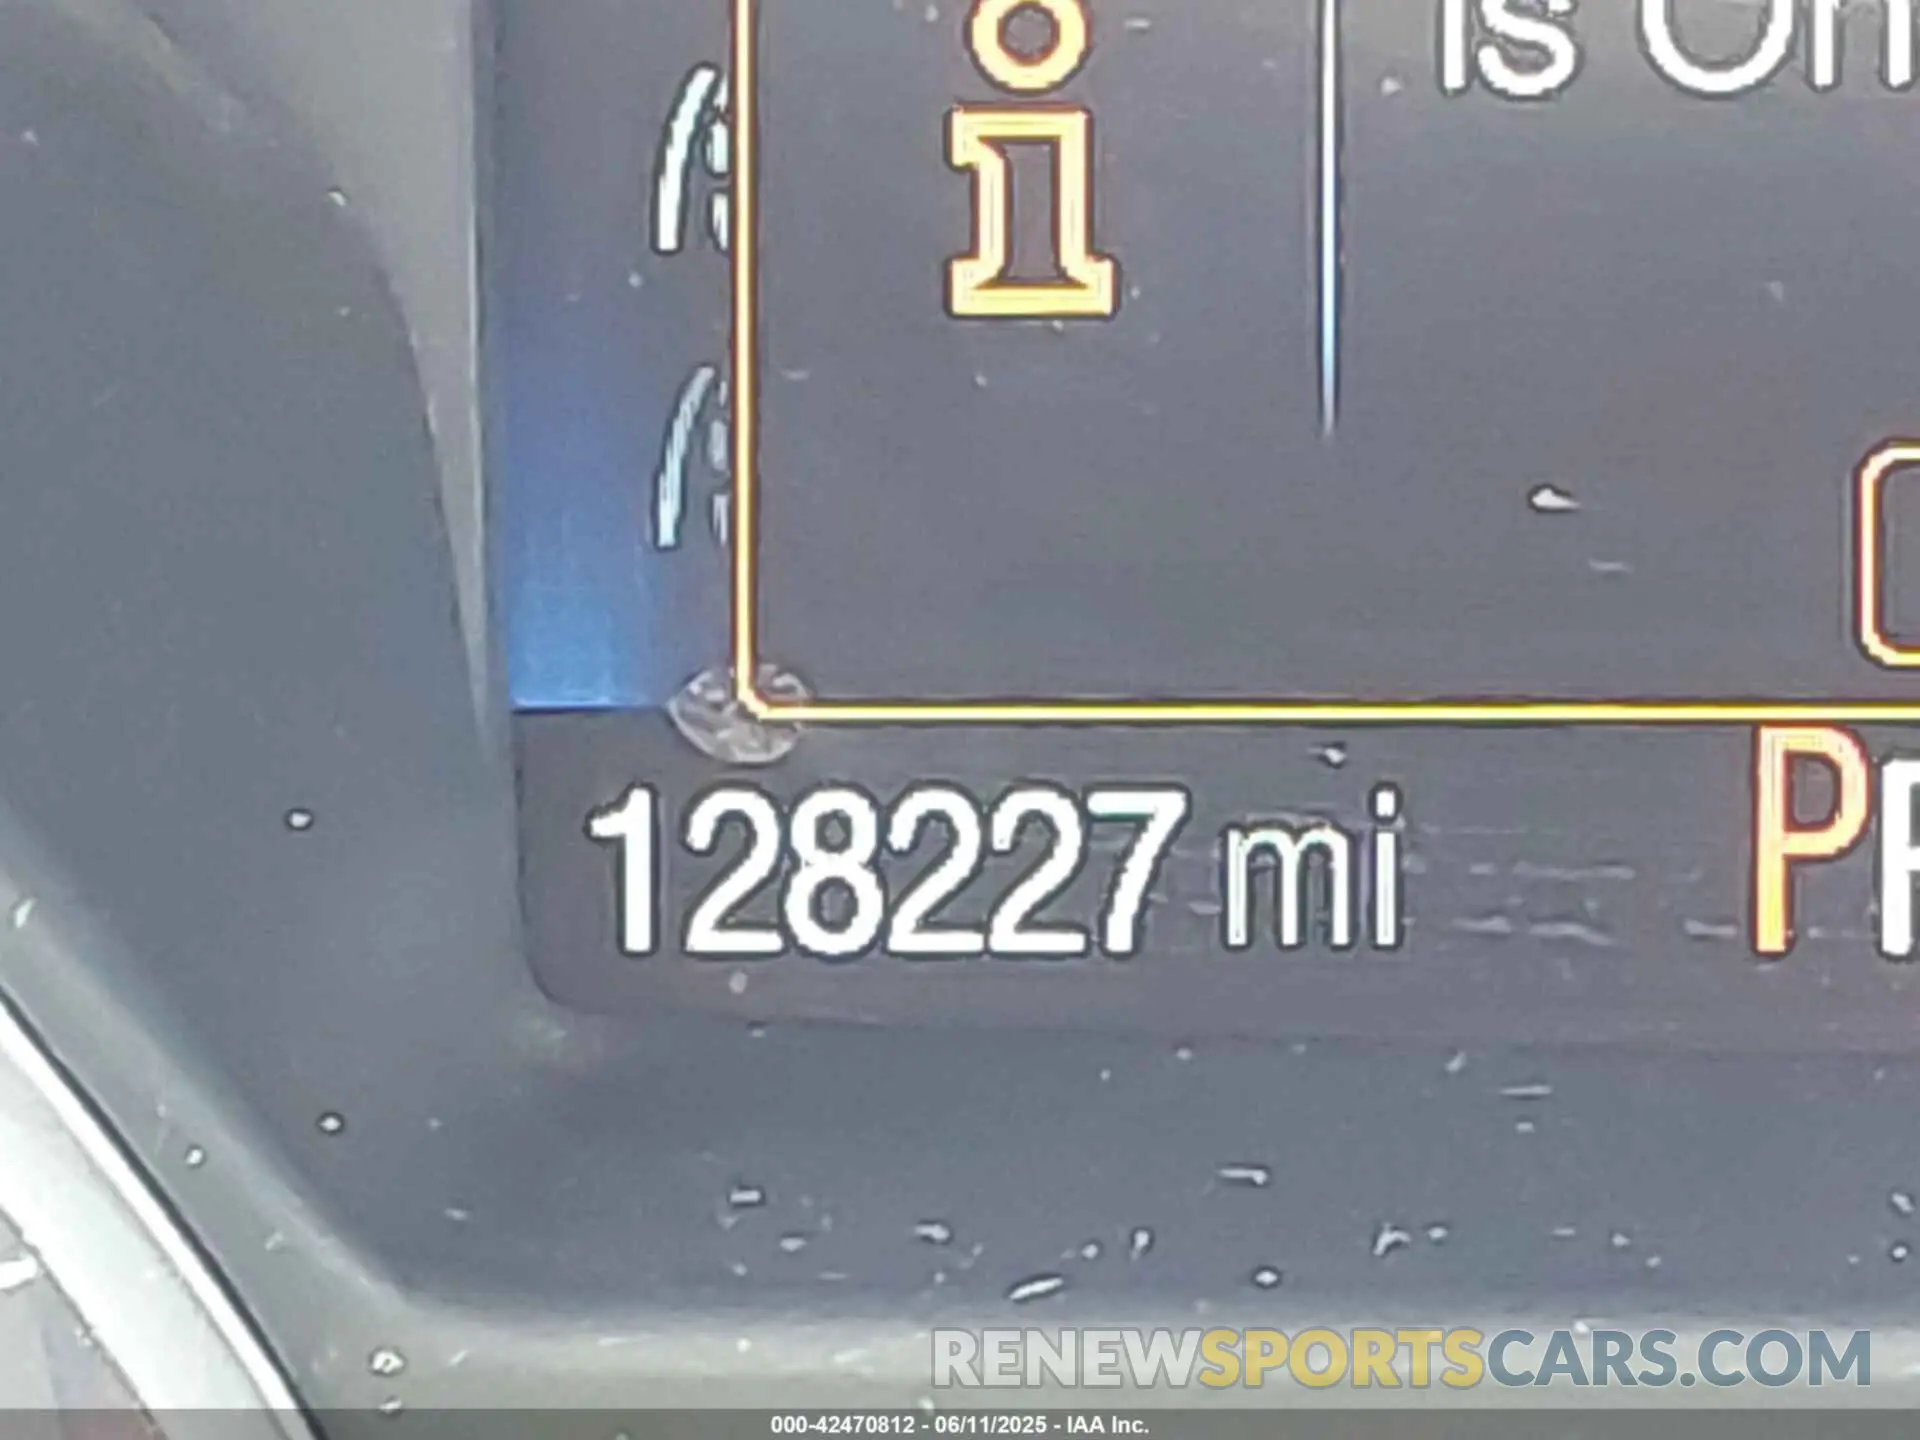 is On
i
128227 mi
P
RENEWSPORTSCARS.COM
000-42470812 - 06/11/2025 - IAA Inc.